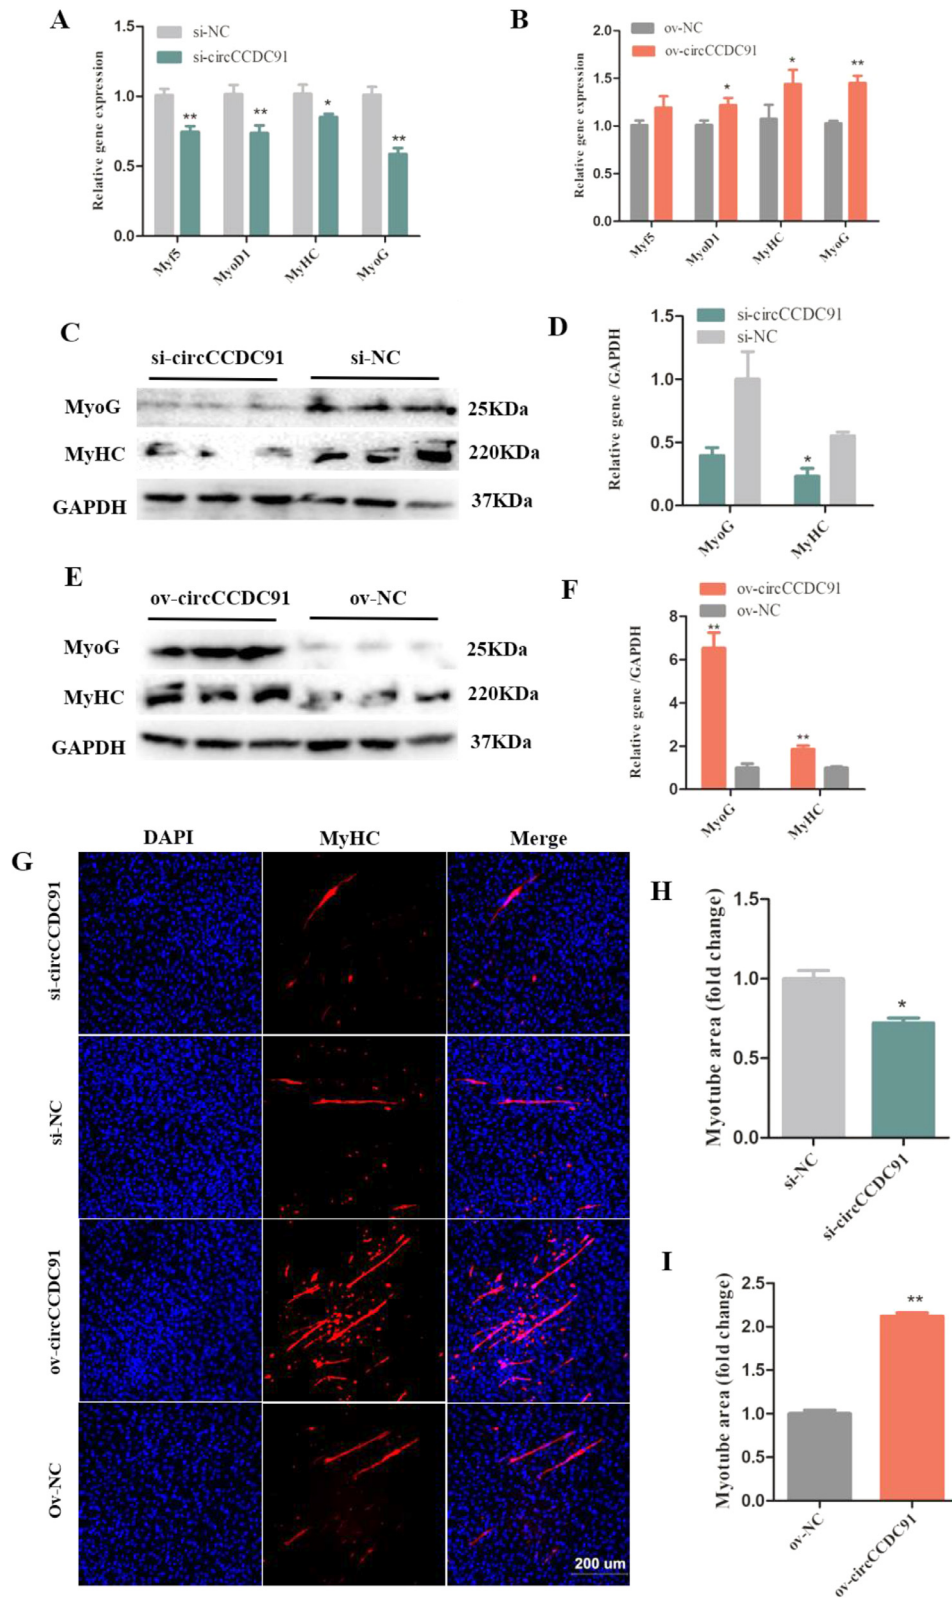 A
si-NC
si-circCCDC91
Relative gene expression
1.5
1.0
0.5
0.0
**
**
*
**
Myf5
MyoD1
MyHC
MyoG
B
ov-NC
ov-circCCDC91
Relative gene expression
2.0
1.5
1.0
0.5
0.0
*
*
**
Myf5
MyoD1
MyHC
MyoG
C
si-circCCDC91 si-NC
MyoG 25KDa
MyHC 220KDa
GAPDH 37KDa
D
si-circCCDC91
si-NC
Relative gene /GAPDH
1.5
1.0
0.5
0.0
*
MyoG
MyHC
E
ov-circCCDC91 ov-NC
MyoG 25KDa
MyHC 220KDa
GAPDH 37KDa
F
ov-circCCDC91
ov-NC
Relative gene /GAPDH
8
6
4
2
0
**
**
MyoG
MyHC
G
DAPI MyHC Merge
si-circCCDC91
si-NC
ov-circCCDC91
Ov-NC
200 um
H
Myotube area (fold change)
1.5
1.0
0.5
0.0
*
si-NC
si-circCCDC91
I
Myotube area (fold change)
2.5
2.0
1.5
1.0
0.5
0.0
**
ov-NC
ov-circCCDC91